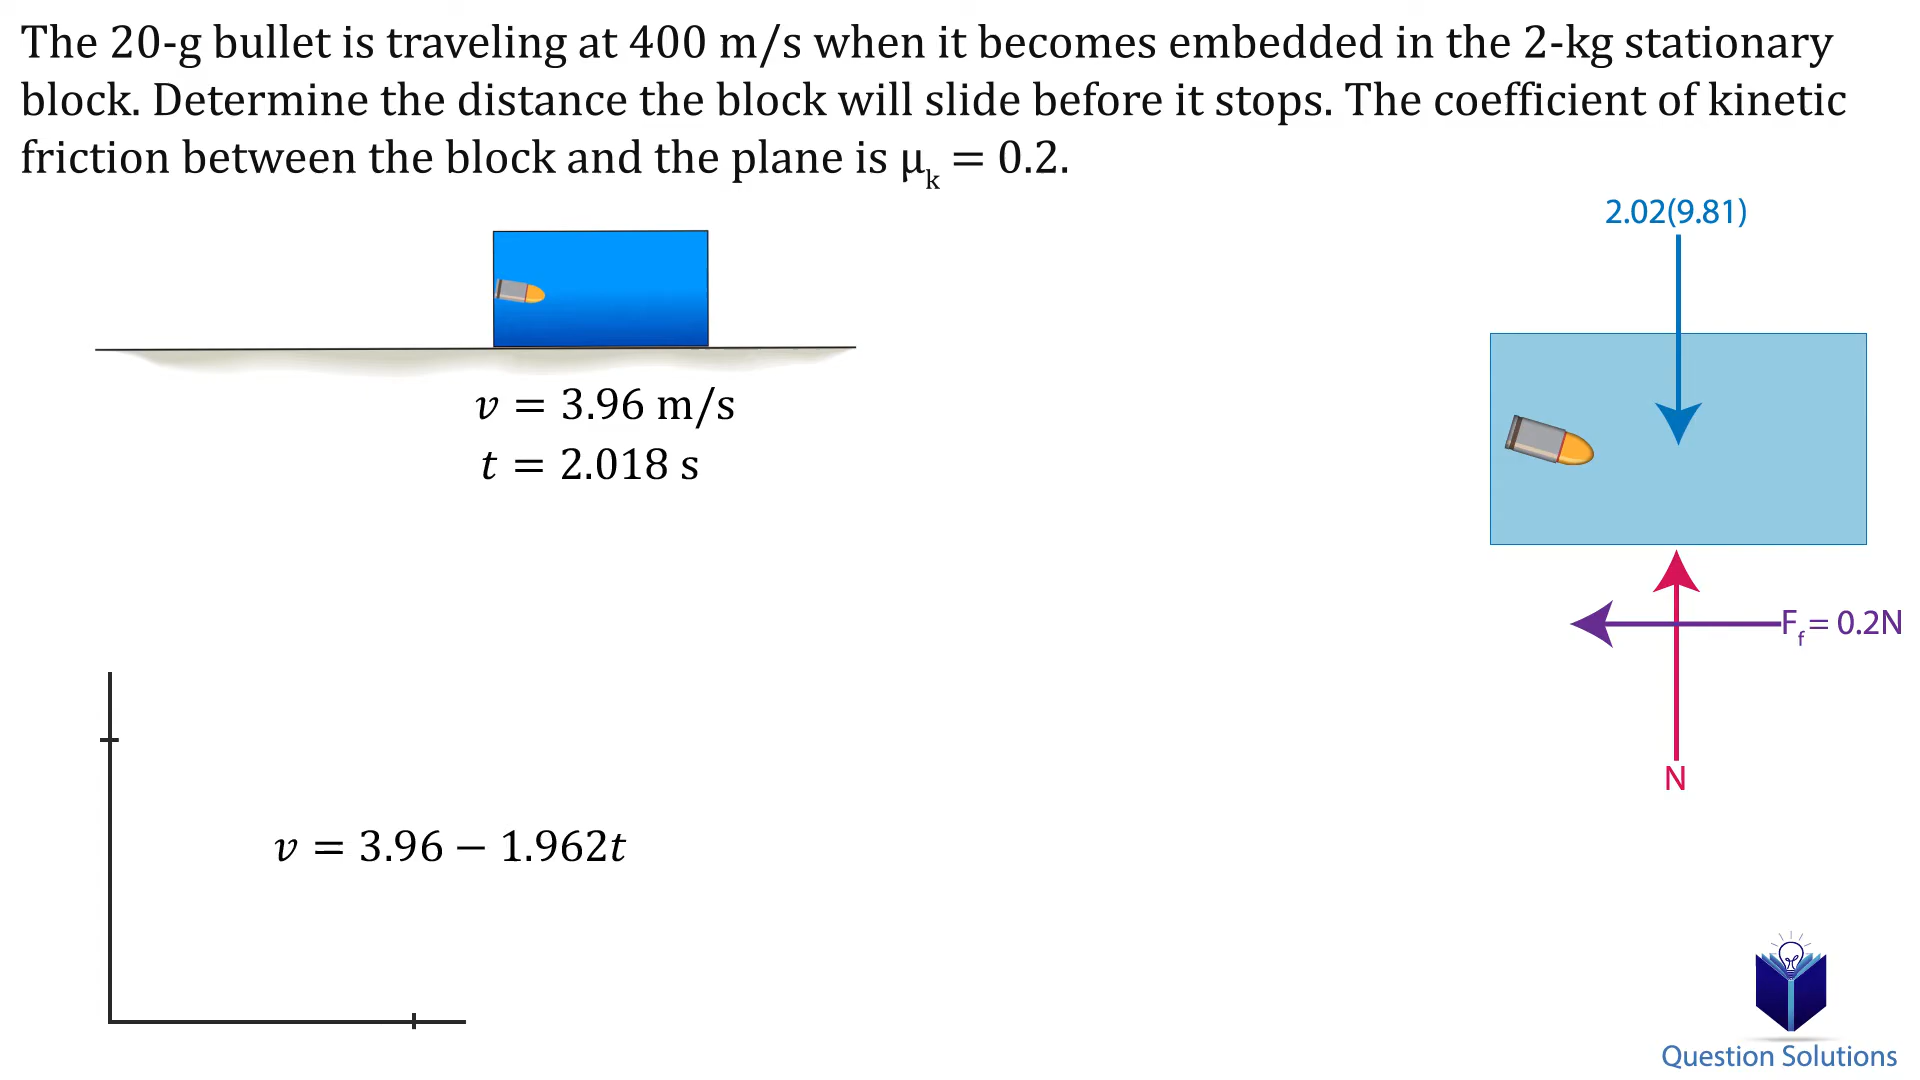 The 20-g bullet is traveling at 400 m/s when it becomes embedded in the 2-kg stationary
block. Determine the distance the block will slide before it stops. The coefficient of kinetic
friction between the block and the plane is μₖ = 0.2.
2.02(9.81)
v = 3.96 m/s
t = 2.018 s
F_f = 0.2N
N
v = 3.96 − 1.962t
Question Solutions